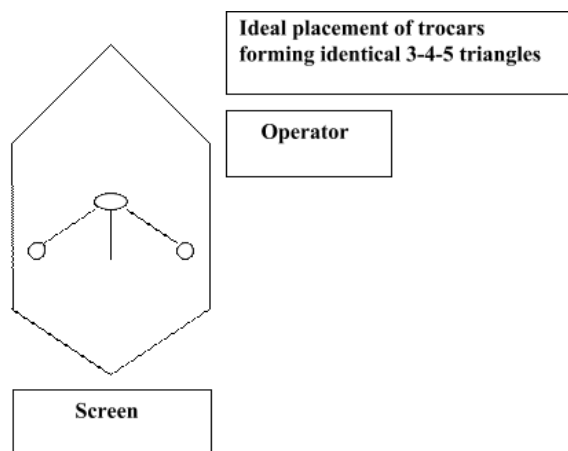 Ideal placement of trocars
forming identical 3-4-5 triangles
Operator
Screen